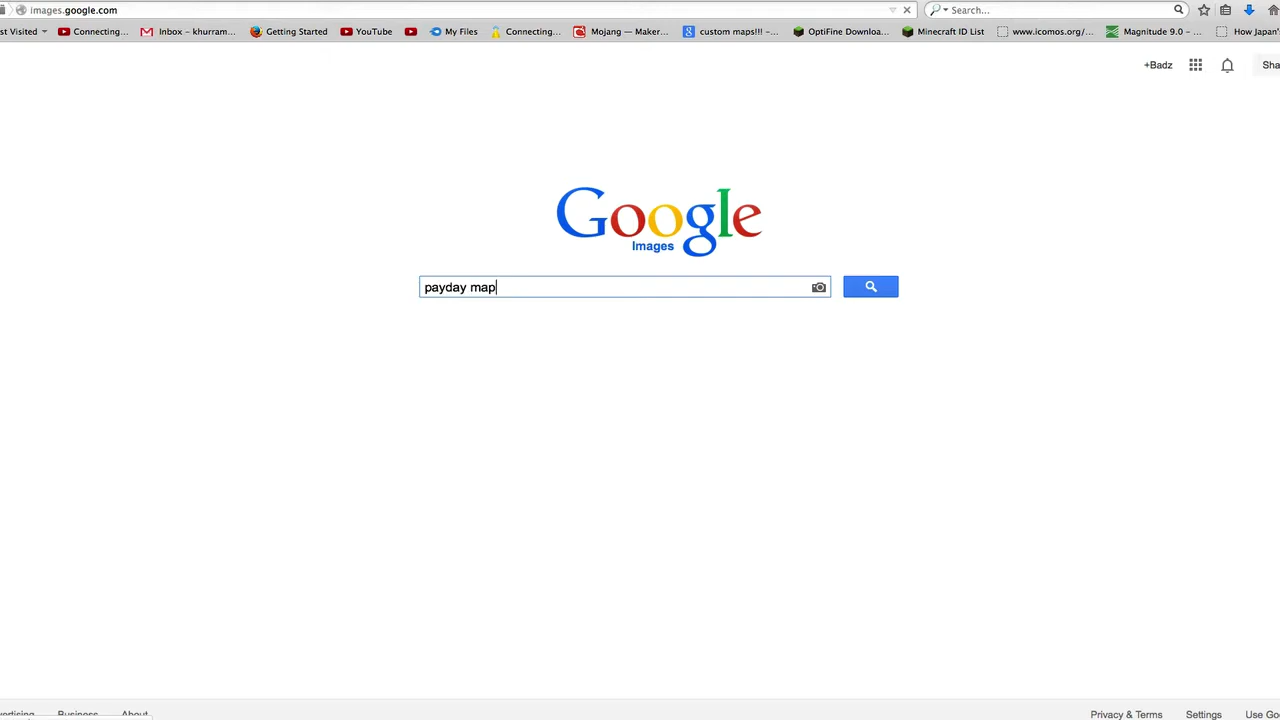 images.google.com
Search...
st Visited
Connecting...
Inbox - khurram...
Getting Started
YouTube
My Files
Connecting...
Mojang — Maker...
custom maps!!! -...
OptiFine Downloa...
Minecraft ID List
www.icomos.org/...
Magnitude 9.0 - ...
How Japan'
+Badz
Sha
Google
Images
payday map
vertising
Business
About
Privacy & Terms
Settings
Use Go